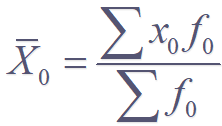 X̄₀ = ∑x₀f₀ / ∑f₀